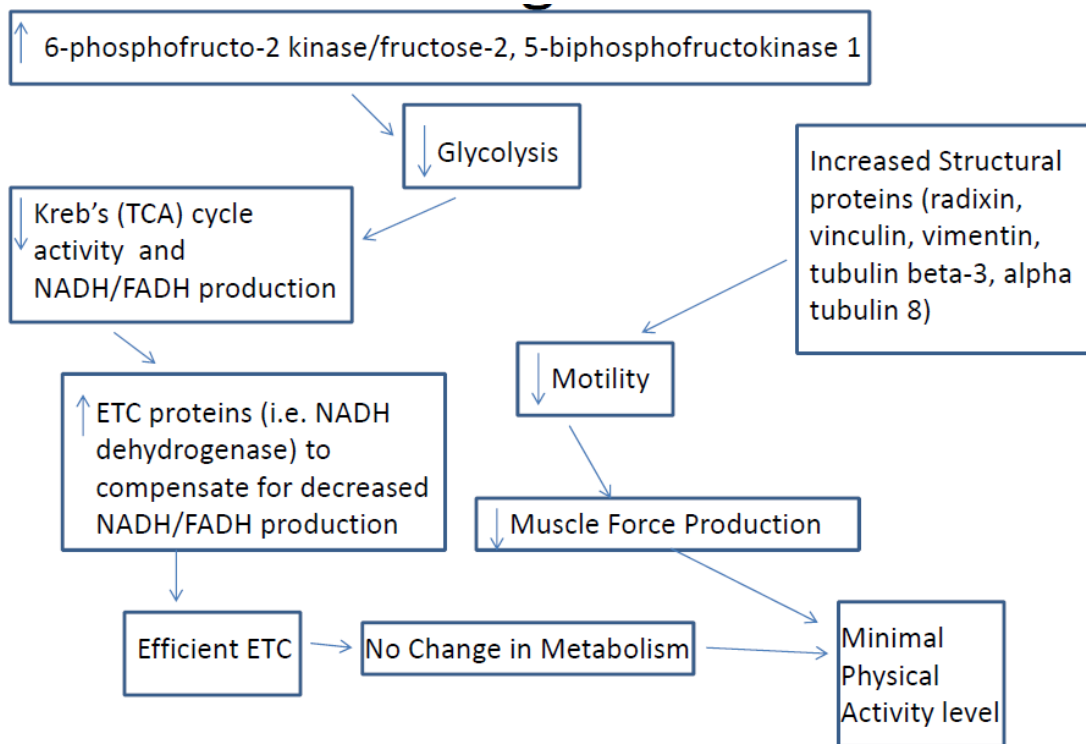 6-phosphofructo-2 kinase/fructose-2, 5-biphosphofructokinase 1
Glycolysis
Increased Structural
proteins (radixin,
vinculin, vimentin,
tubulin beta-3, alpha
tubulin 8)
Kreb's (TCA) cycle
activity and
NADH/FADH production
Motility
ETC proteins (i.e. NADH
dehydrogenase) to
compensate for decreased
NADH/FADH production
Muscle Force Production
Efficient ETC
No Change in Metabolism
Minimal
Physical
Activity level